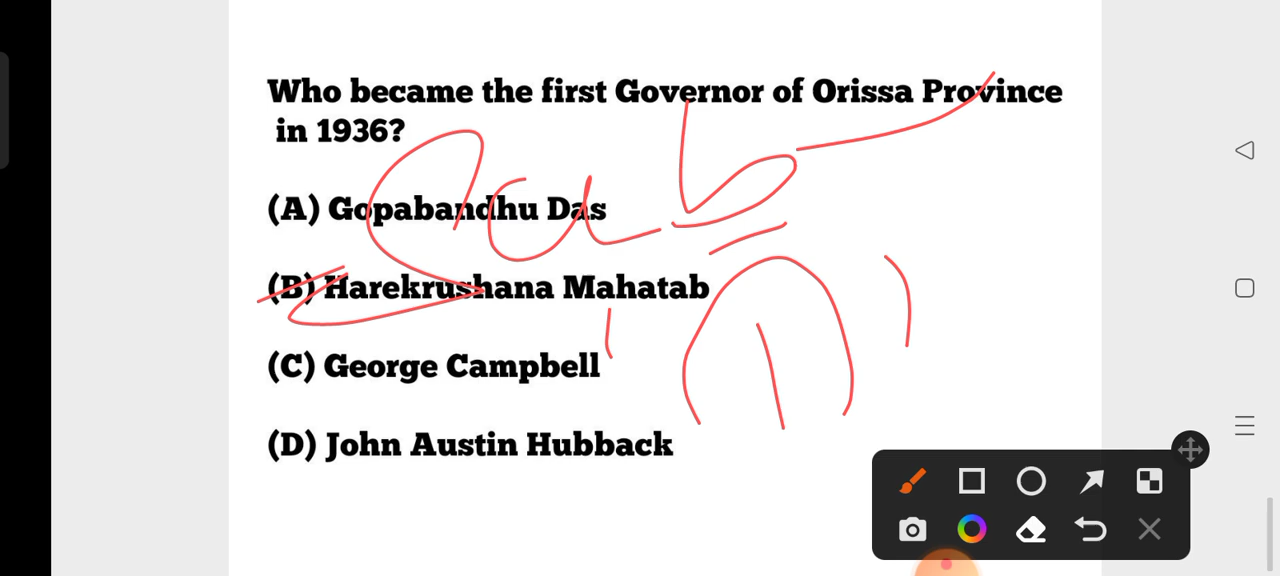 Who became the first Governor of Orissa Province
in 1936?
(A) Gopabandhu Das
(B) Harekrushana Mahatab
(C) George Campbell
(D) John Austin Hubback